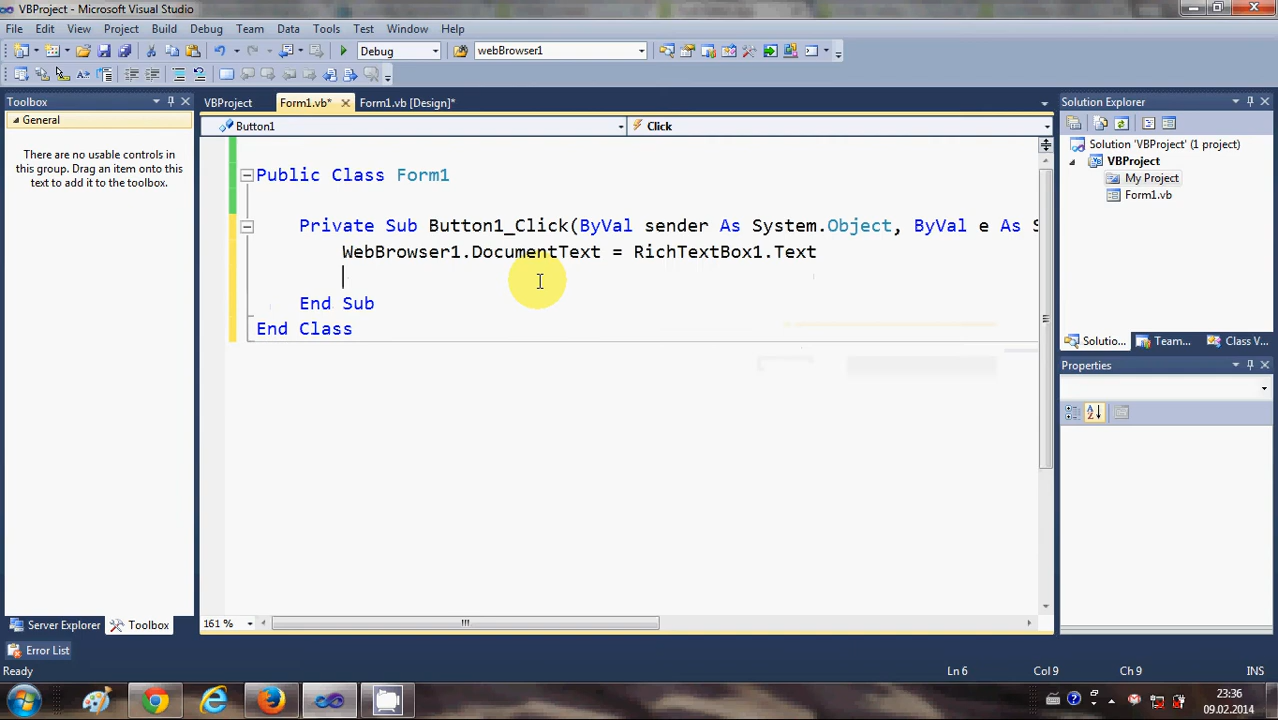 VBProject - Microsoft Visual Studio
File Edit View Project Build Debug Team Data Tools Test Window Help
Debug webBrowser1
Toolbox
General
There are no usable controls in this group. Drag an item onto this text to add it to the toolbox.
Server Explorer Toolbox
VBProject Form1.vb* Form1.vb [Design]*
Button1 Click
Public Class Form1
Private Sub Button1_Click(ByVal sender As System.Object, ByVal e As S
WebBrowser1.DocumentText = RichTextBox1.Text
End Sub
End Class
161 %
Solution Explorer
Solution 'VBProject' (1 project)
VBProject
My Project
Form1.vb
Solutio... Team... Class V...
Properties
Error List
Ready Ln 6 Col 9 Ch 9 INS
23:36
09.02.2014